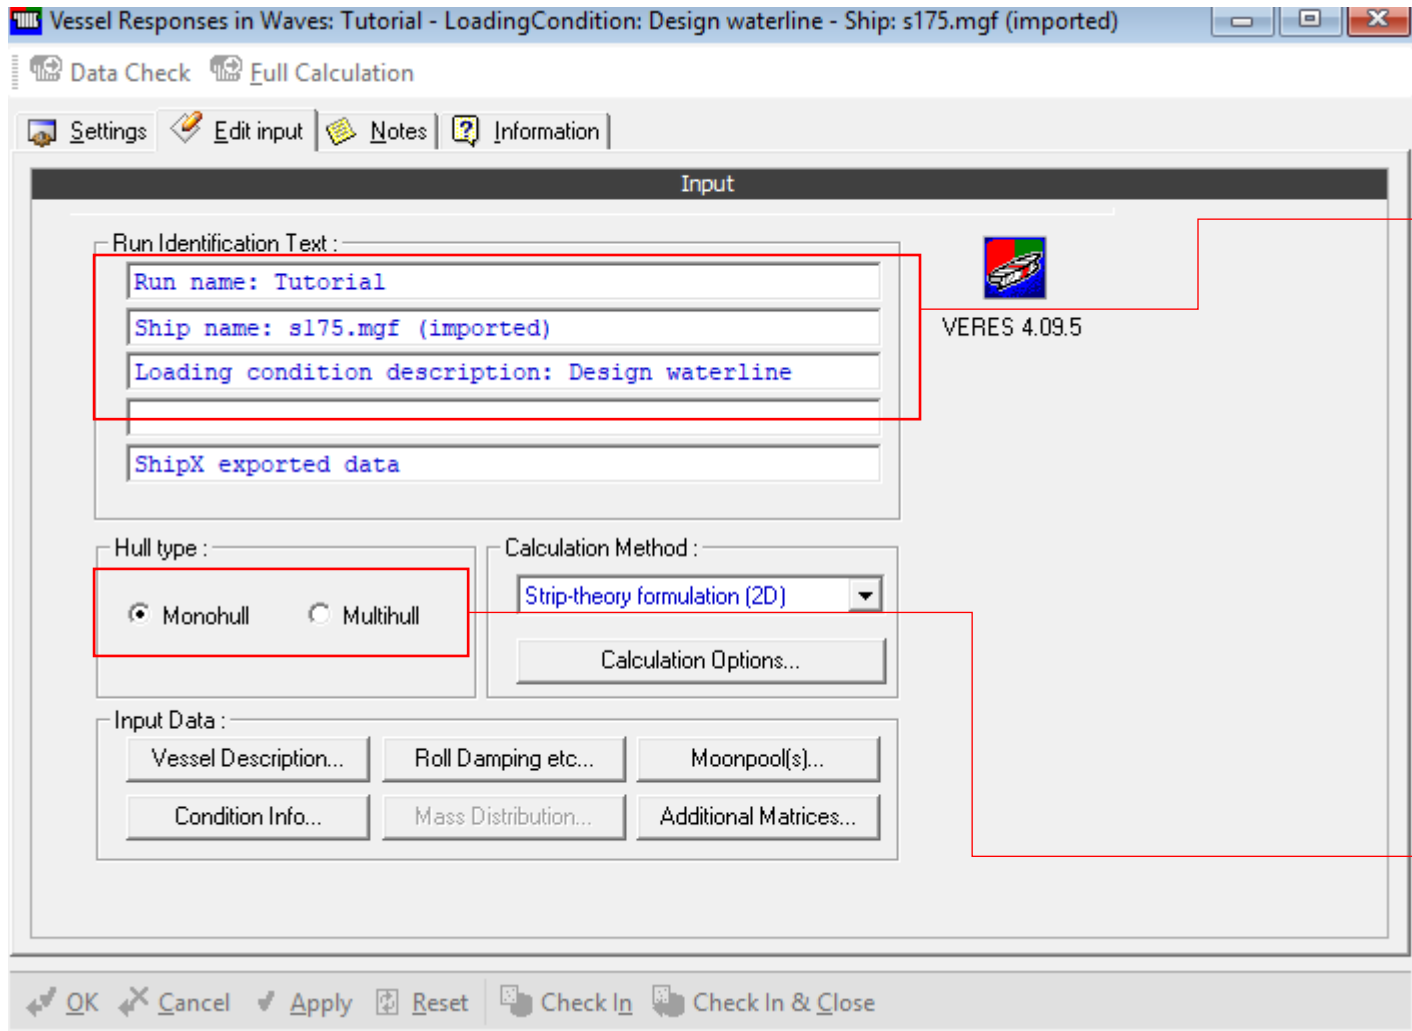 Vessel Responses in Waves: Tutorial - LoadingCondition: Design waterline - Ship: s175.mgf (imported)
Data Check Full Calculation
Settings Edit input Notes Information
Input
Run Identification Text :
Run name: Tutorial
Ship name: s175.mgf (imported)
VERES 4.09.5
Loading condition description: Design waterline
ShipX exported data
Hull type :
Calculation Method :
Monohull Multihull
Strip-theory formulation (2D)
Calculation Options...
Input Data :
Vessel Description... Roll Damping etc... Moonpool(s)...
Condition Info... Mass Distribution... Additional Matrices...
OK Cancel Apply Reset Check In Check In & Close